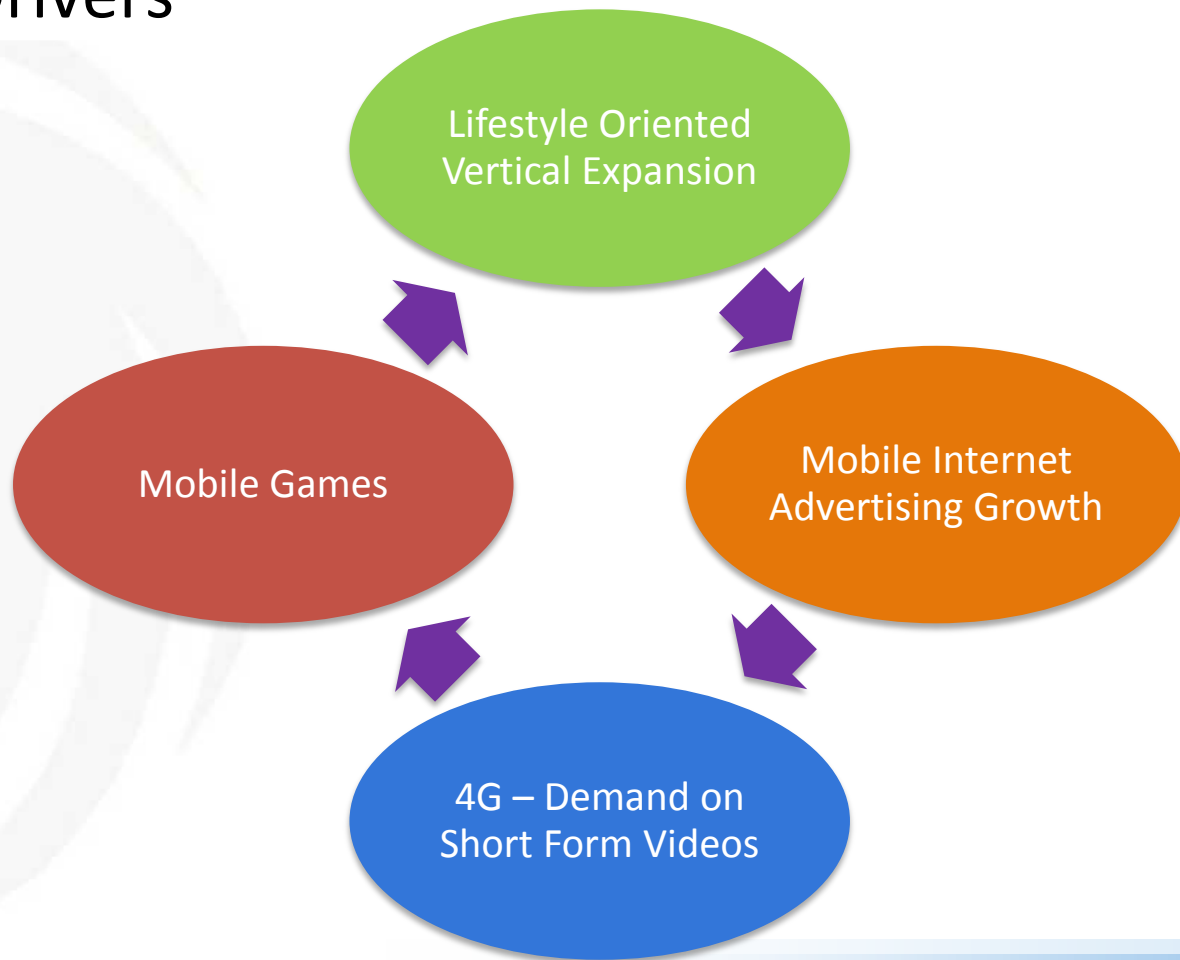 Lifestyle Oriented
Vertical Expansion
Mobile Games
Mobile Internet
Advertising Growth
4G – Demand on
Short Form Videos